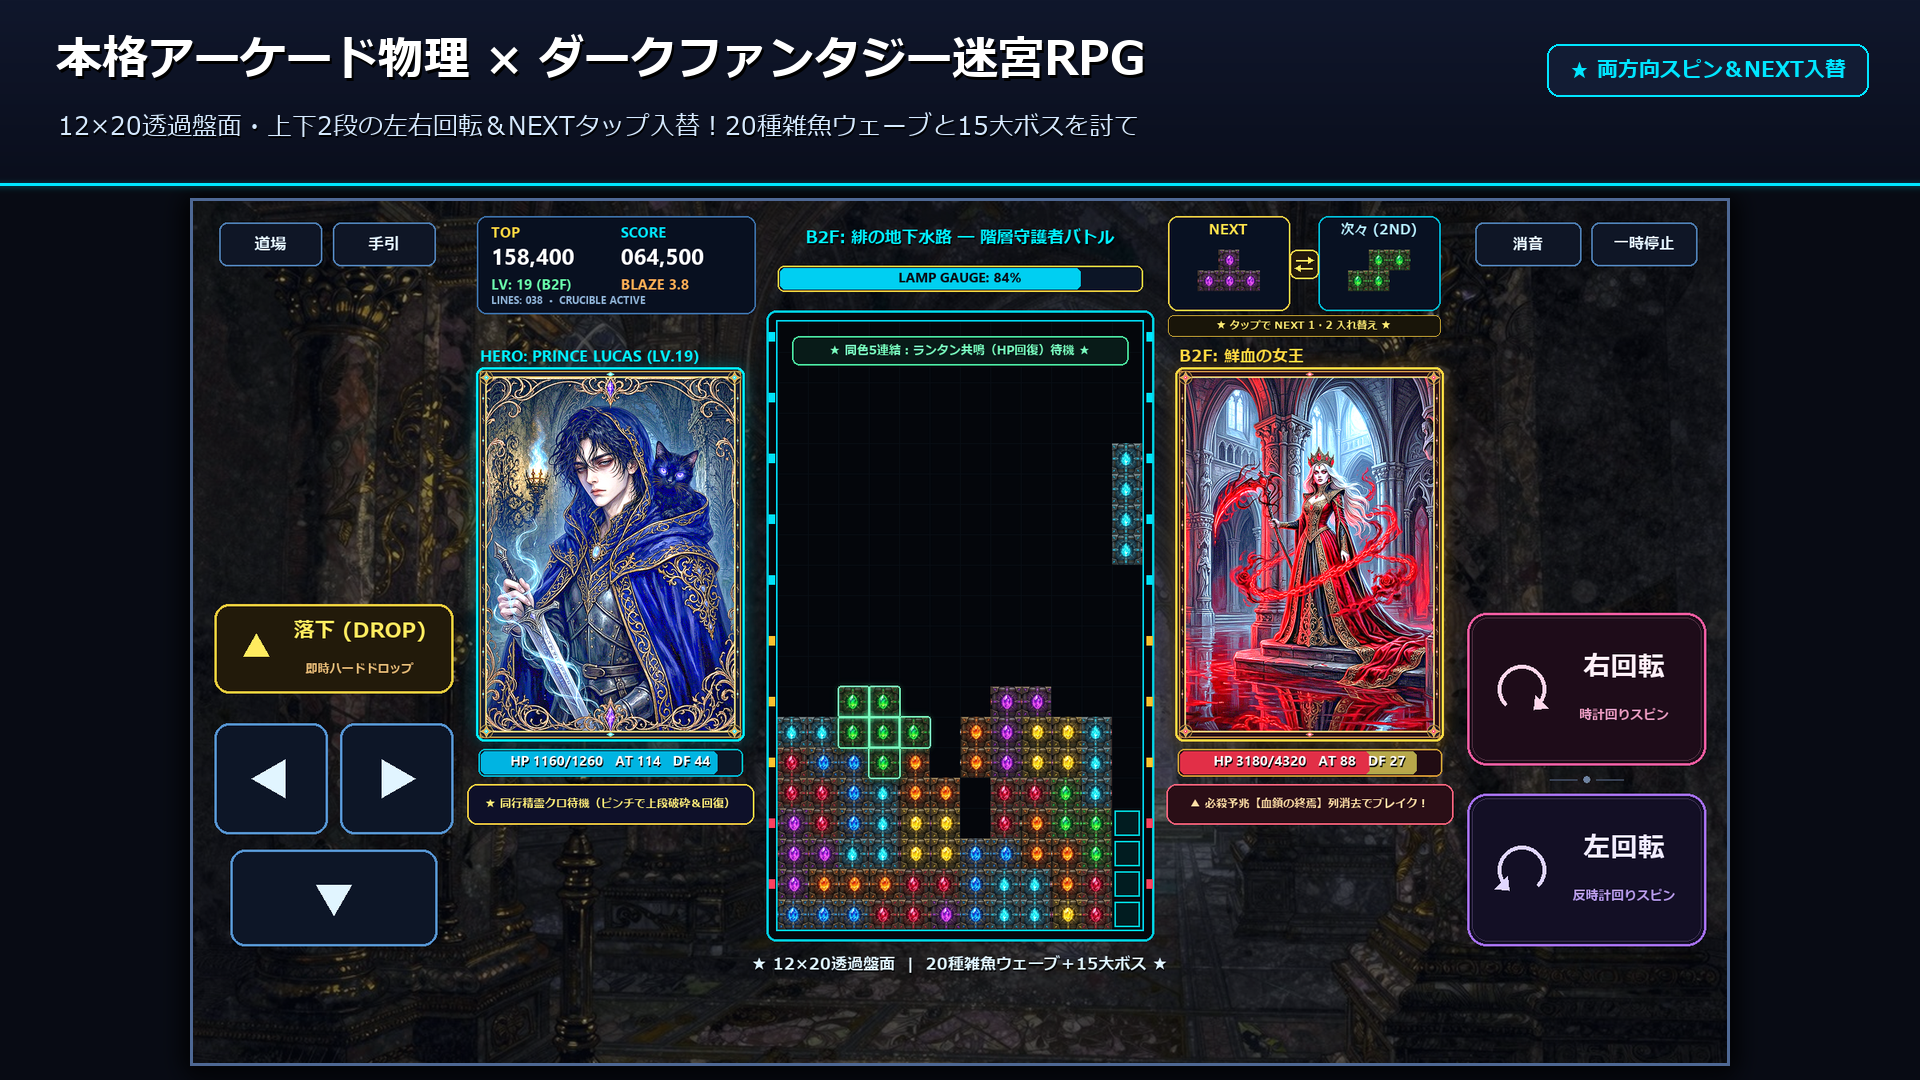 本格アーケード物理 × ダークファンタジー迷宮RPG
★ 両方向スピン＆NEXT入替
12×20透過盤面・上下2段の左右回転＆NEXTタップ入替！20種雑魚ウェーブと15大ボスを討て
道場
手引
TOP
SCORE
158,400
064,500
LV: 19 (B2F)
BLAZE 3.8
LINES: 038 • CRUCIBLE ACTIVE
B2F: 緋の地下水路 — 階層守護者バトル
LAMP GAUGE: 84%
NEXT
次々 (2ND)
★ タップで NEXT 1・2 入れ替え ★
消音
一時停止
HERO: PRINCE LUCAS (LV.19)
★ 同色5連結：ランタン共鳴（HP回復）待機 ★
B2F: 鮮血の女王
▲ 落下 (DROP)
即時ハードドロップ
HP 1160/1260 AT 114 DF 44
★ 同行精霊クロ待機（ピンチで上段破砕＆回復）
HP 3180/4320 AT 88 DF 27
▲ 必殺予兆【血鎖の終焉】列消去でブレイク！
右回転
時計回りスピン
左回転
反時計回りスピン
★ 12×20透過盤面 | 20種雑魚ウェーブ＋15大ボス ★